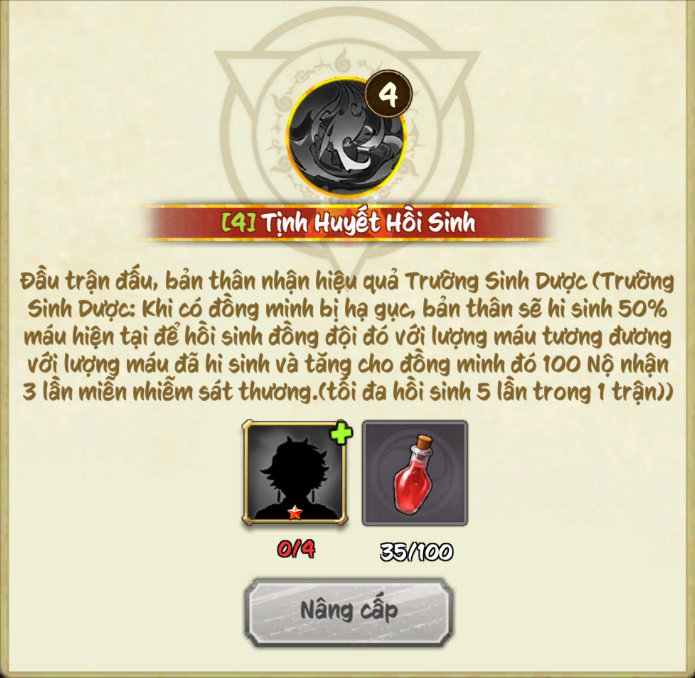 4
[4] Tịnh Huyết Hồi Sinh
Đầu trận đấu, bản thân nhận hiệu quả Trường Sinh Dược (Trường
Sinh Dược: Khi có đồng minh bị hạ gục, bản thân sẽ hi sinh 50%
máu hiện tại để hồi sinh đồng đội đó với lượng máu tương đương
với lượng máu đã hi sinh và tăng cho đồng minh đó 100 Nộ nhận
3 lần miễn nhiễm sát thương.(tối đa hồi sinh 5 lần trong 1 trận))
0/4
35/100
Nâng cấp